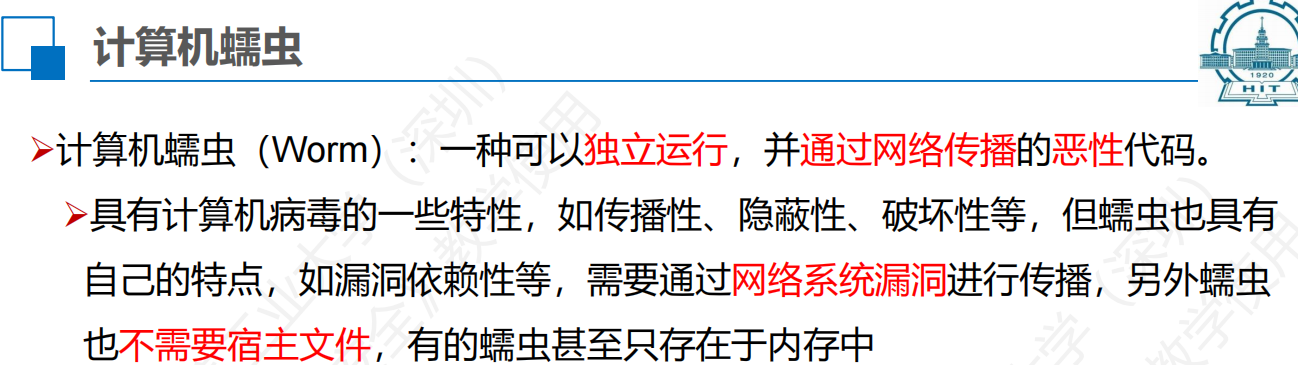 计算机蠕虫
1920
HIT
➢计算机蠕虫（Worm）：一种可以独立运行，并通过网络传播的恶性代码。
➢具有计算机病毒的一些特性，如传播性、隐蔽性、破坏性等，但蠕虫也具有
自己的特点，如漏洞依赖性等，需要通过网络系统漏洞进行传播，另外蠕虫
也不需要宿主文件，有的蠕虫甚至只存在于内存中